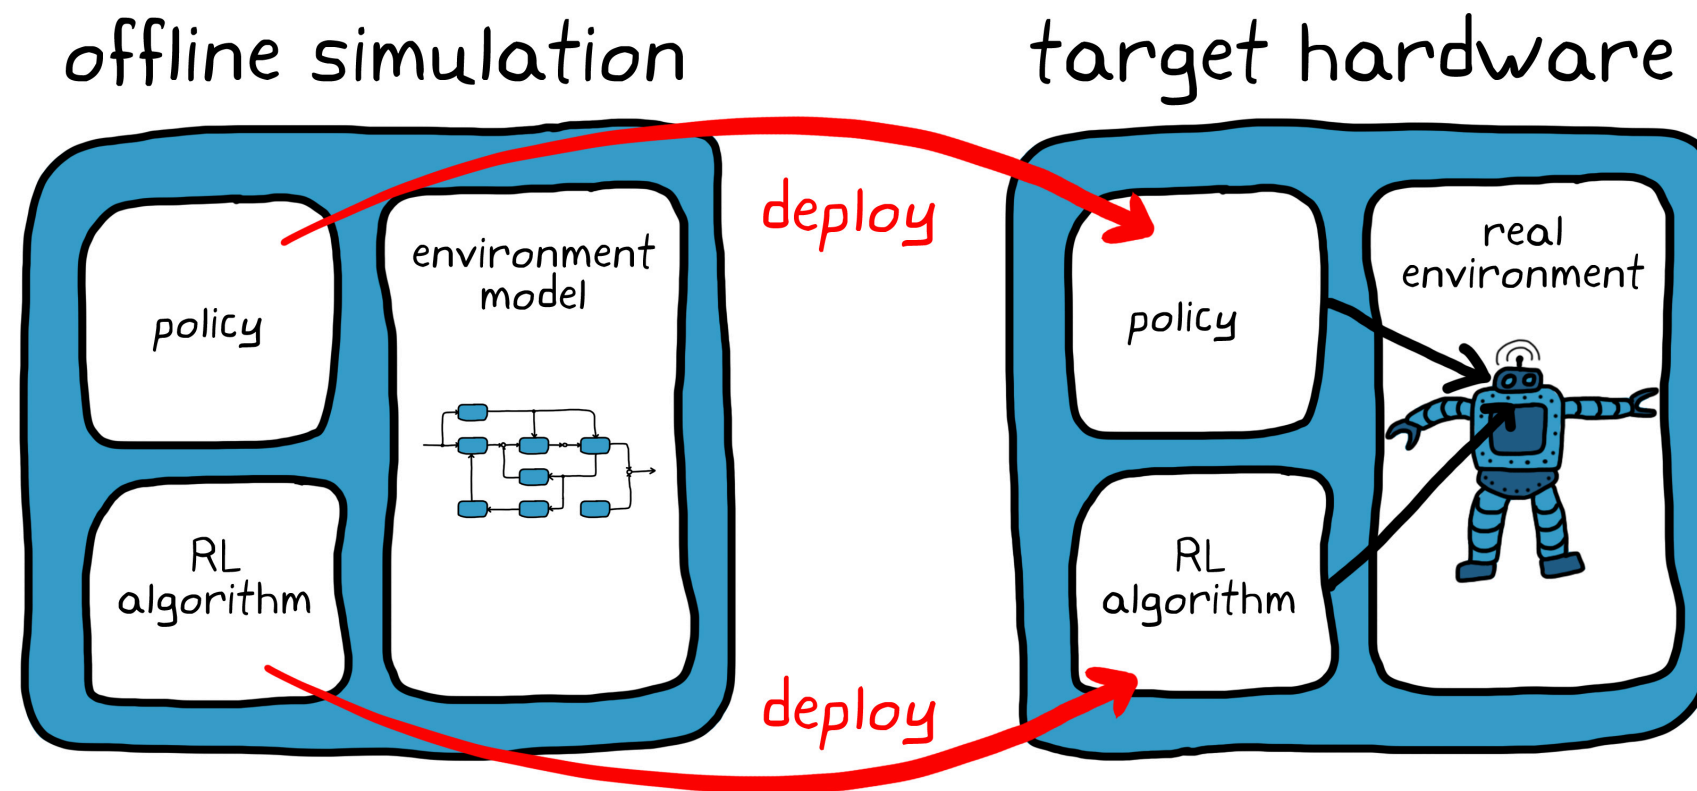 offline simulation
target hardware
policy
environment
model
RL
algorithm
deploy
deploy
policy
real
environment
RL
algorithm